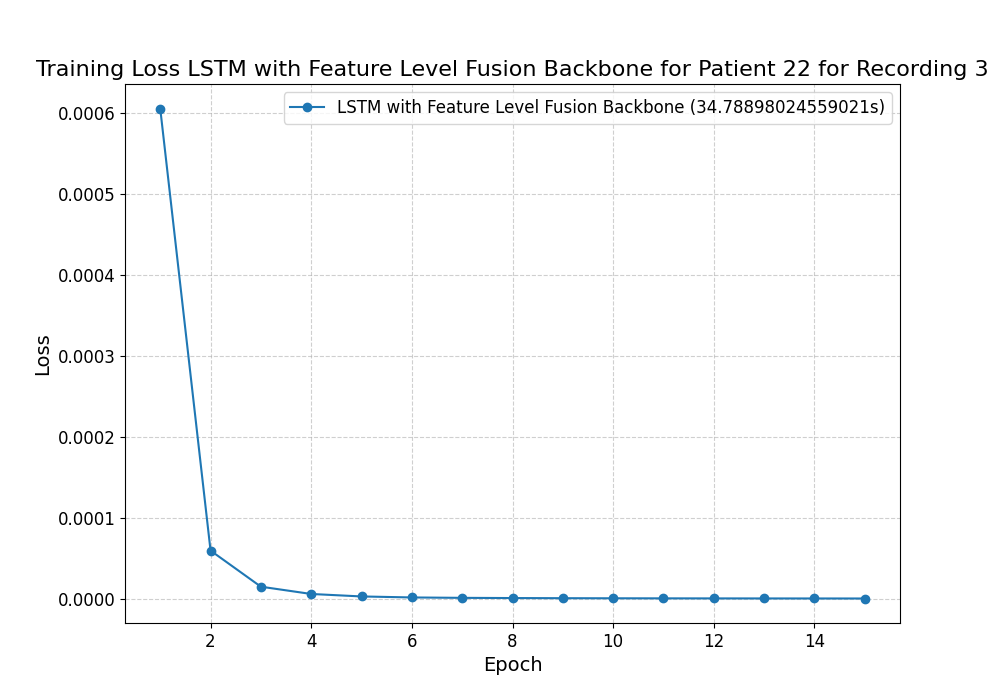 Training Loss LSTM with Feature Level Fusion Backbone for Patient 22 for Recording 3
LSTM with Feature Level Fusion Backbone (34.78898024559021s)
0.0006
0.0005
0.0004
0.0003
0.0002
0.0001
0.0000
Loss
2 4 6 8 10 12 14
Epoch